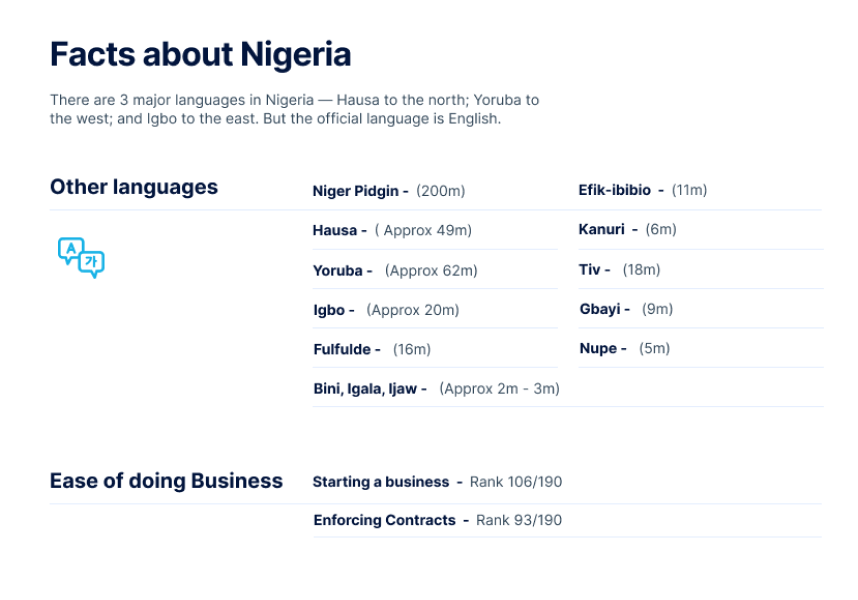 Facts about Nigeria
There are 3 major languages in Nigeria — Hausa to the north; Yoruba to
the west; and Igbo to the east. But the official language is English.
Other languages
Niger Pidgin - (200m)
Efik-ibibio - (11m)
A 가
Hausa - ( Approx 49m)
Kanuri - (6m)
Yoruba - (Approx 62m)
Tiv - (18m)
Igbo - (Approx 20m)
Gbayi - (9m)
Fulfulde - (16m)
Nupe - (5m)
Bini, Igala, Ijaw - (Approx 2m - 3m)
Ease of doing Business
Starting a business - Rank 106/190
Enforcing Contracts - Rank 93/190